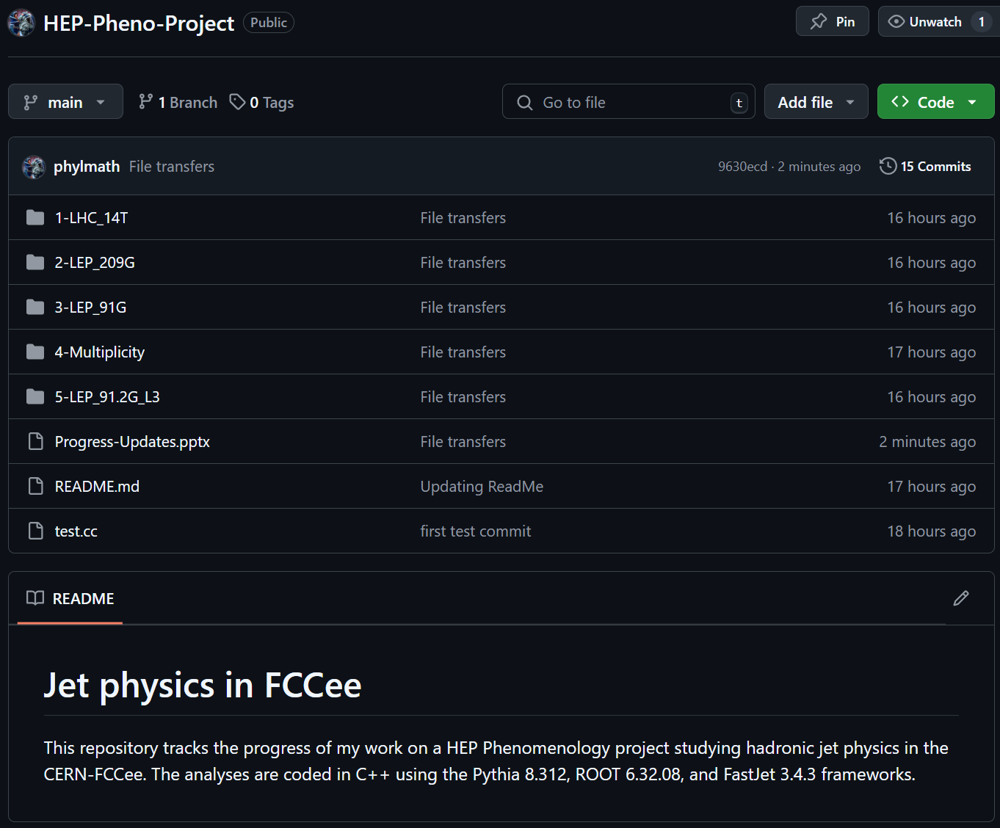 HEP-Pheno-Project Public Pin Unwatch 1
main 1 Branch 0 Tags Go to file t Add file Code
phylmath File transfers 9630ecd · 2 minutes ago 15 Commits
1-LHC_14T File transfers 16 hours ago
2-LEP_209G File transfers 16 hours ago
3-LEP_91G File transfers 16 hours ago
4-Multiplicity File transfers 17 hours ago
5-LEP_91.2G_L3 File transfers 16 hours ago
Progress-Updates.pptx File transfers 2 minutes ago
README.md Updating ReadMe 17 hours ago
test.cc first test commit 18 hours ago
README
Jet physics in FCCee
This repository tracks the progress of my work on a HEP Phenomenology project studying hadronic jet physics in the
CERN-FCCee. The analyses are coded in C++ using the Pythia 8.312, ROOT 6.32.08, and FastJet 3.4.3 frameworks.